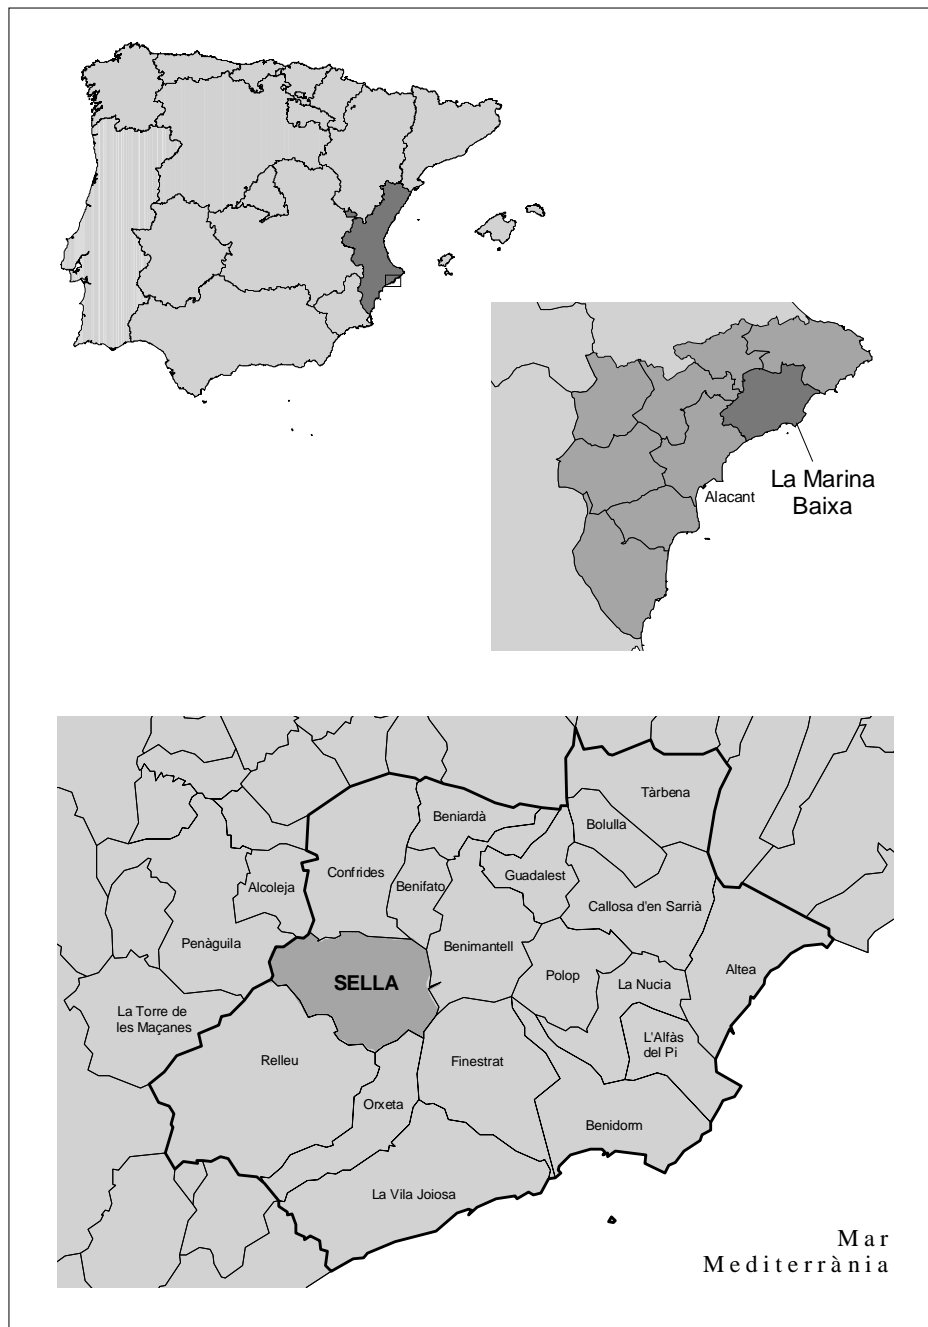 La Marina
Baixa
Alacant
Tàrbena
Beniardà
Bolulla
Confrides
Guadalest
Benifato
Alcoleja
Callosa d'en Sarrià
Penàguila
Benimantell
SELLA
Polop
Altea
La Nucia
La Torre de
les Maçanes
L'Alfàs
del Pi
Relleu
Finestrat
Orxeta
Benidorm
La Vila Joiosa
Mar
Mediterrània